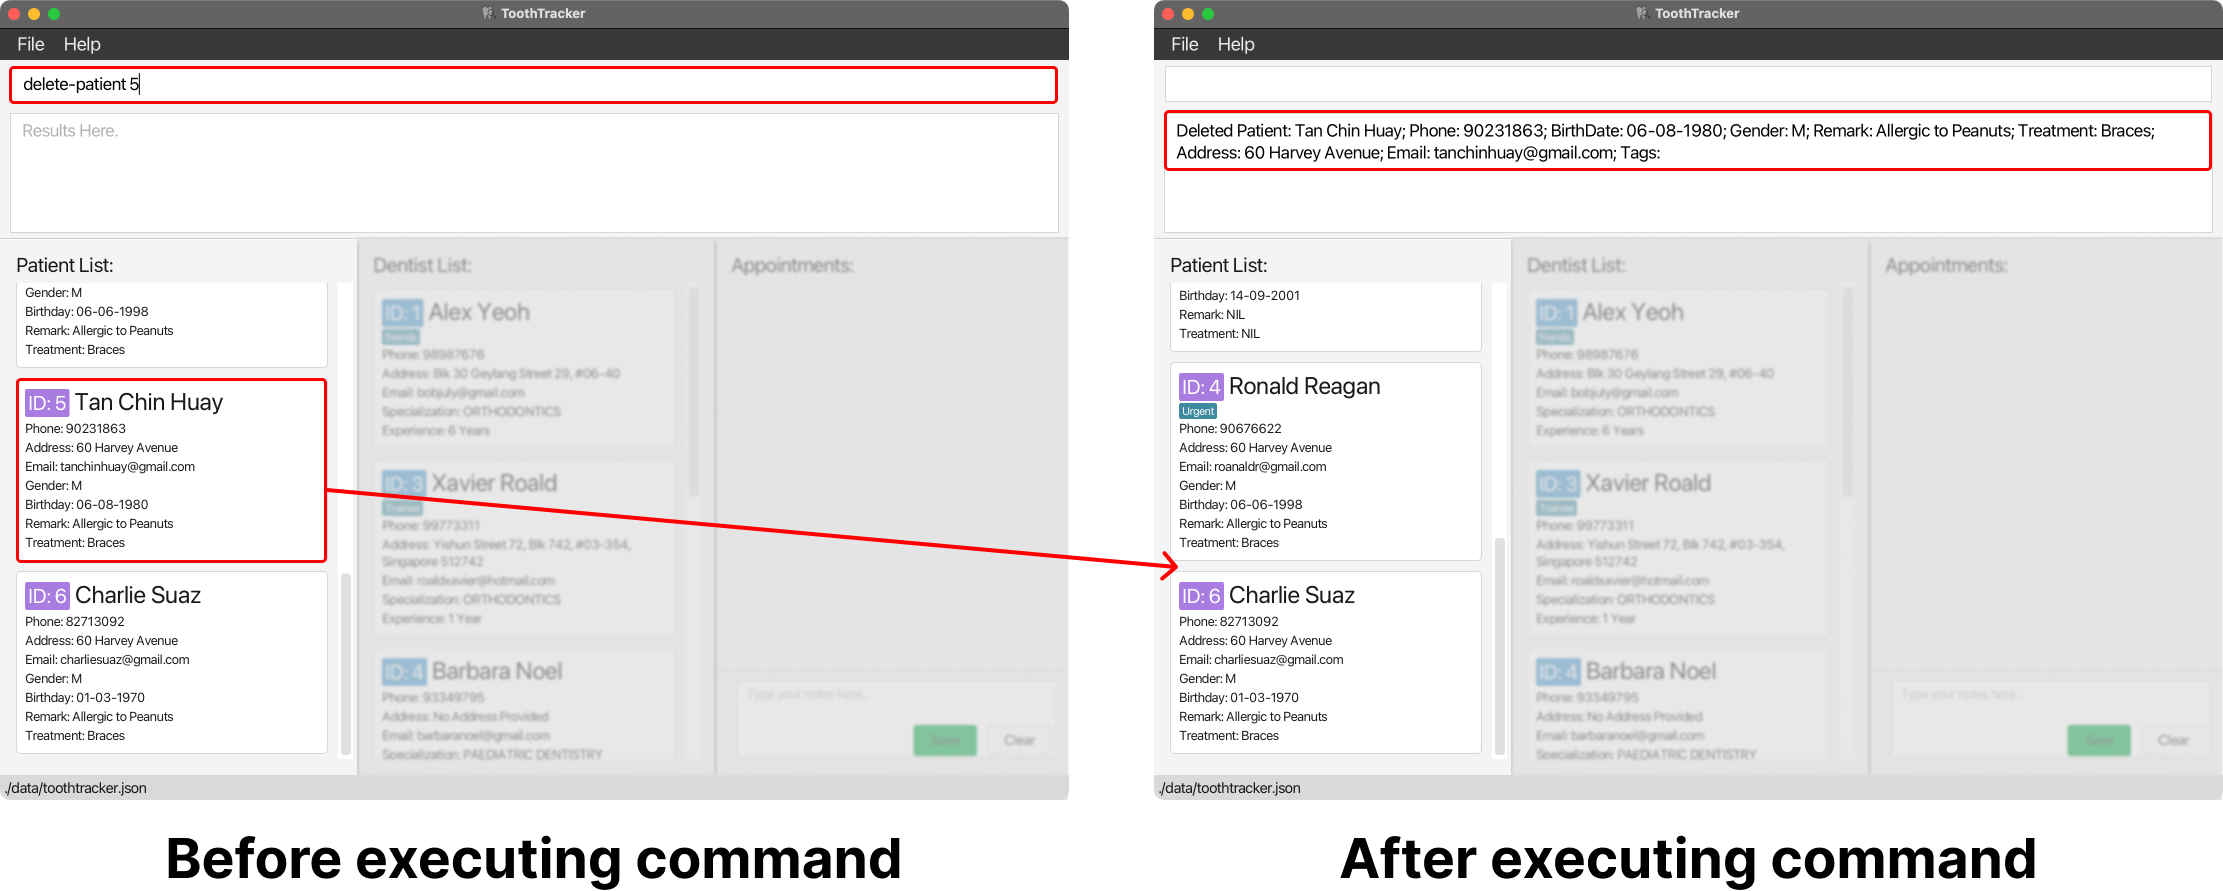 ToothTracker
File Help
delete-patient 5
Results Here.
Patient List:
Gender: M
Birthday: 06-06-1998
Remark: Allergic to Peanuts
Treatment: Braces
ID: 5 Tan Chin Huay
Phone: 90231863
Address: 60 Harvey Avenue
Email: tanchinhuay@gmail.com
Gender: M
Birthday: 06-08-1980
Remark: Allergic to Peanuts
Treatment: Braces
ID: 6 Charlie Suaz
Phone: 82713092
Address: 60 Harvey Avenue
Email: charliesuaz@gmail.com
Gender: M
Birthday: 01-03-1970
Remark: Allergic to Peanuts
Treatment: Braces
Dentist List:
ID: 1 Alex Yeoh
friends
Phone: 98987676
Address: Blk 30 Geylang Street 29, #06-40
Email: bobjuly@gmail.com
Specialization: ORTHODONTICS
Experience: 6 Years
ID: 3 Xavier Roald
Trainee
Phone: 99773311
Address: Yishun Street 72, Blk 742, #03-354,
Singapore 512742
Email: roaldxavier@hotmail.com
Specialization: ORTHODONTICS
Experience: 1 Year
ID: 4 Barbara Noel
Phone: 93349795
Address: No Address Provided
Email: barbaranoel@gmail.com
Specialization: PAEDIATRIC DENTISTRY
Appointments:
Type your notes here...
Save Clear
./data/toothtracker.json
Before executing command
ToothTracker
File Help
Deleted Patient: Tan Chin Huay; Phone: 90231863; BirthDate: 06-08-1980; Gender: M; Remark: Allergic to Peanuts; Treatment: Braces;
Address: 60 Harvey Avenue; Email: tanchinhuay@gmail.com; Tags:
Patient List:
Birthday: 14-09-2001
Remark: NIL
Treatment: NIL
ID: 4 Ronald Reagan
Urgent
Phone: 90676622
Address: 60 Harvey Avenue
Email: roanaldr@gmail.com
Gender: M
Birthday: 06-06-1998
Remark: Allergic to Peanuts
Treatment: Braces
ID: 6 Charlie Suaz
Phone: 82713092
Address: 60 Harvey Avenue
Email: charliesuaz@gmail.com
Gender: M
Birthday: 01-03-1970
Remark: Allergic to Peanuts
Treatment: Braces
Dentist List:
ID: 1 Alex Yeoh
friends
Phone: 98987676
Address: Blk 30 Geylang Street 29, #06-40
Email: bobjuly@gmail.com
Specialization: ORTHODONTICS
Experience: 6 Years
ID: 3 Xavier Roald
Trainee
Phone: 99773311
Address: Yishun Street 72, Blk 742, #03-354,
Singapore 512742
Email: roaldxavier@hotmail.com
Specialization: ORTHODONTICS
Experience: 1 Year
ID: 4 Barbara Noel
Phone: 93349795
Address: No Address Provided
Email: barbaranoel@gmail.com
Specialization: PAEDIATRIC DENTISTRY
Appointments:
Type your notes here...
Save Clear
./data/toothtracker.json
After executing command